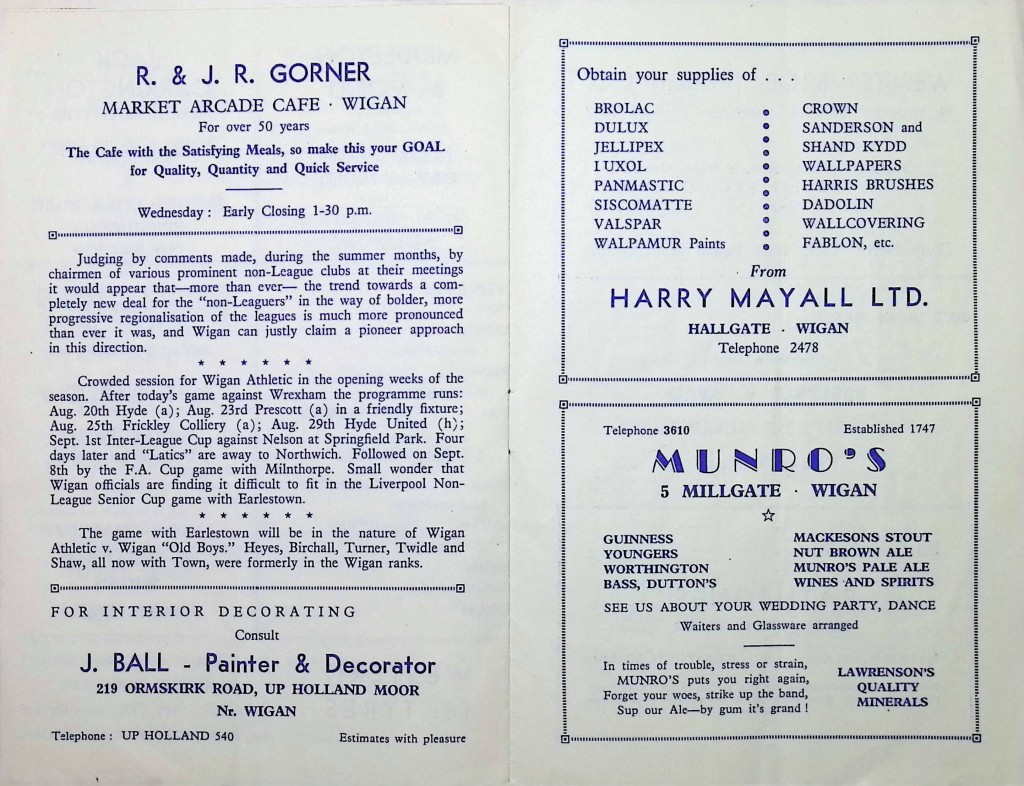 R. & J. R. GORNER
MARKET ARCADE CAFE · WIGAN
For over 50 years
The Cafe with the Satisfying Meals, so make this your GOAL
for Quality, Quantity and Quick Service
Wednesday : Early Closing 1-30 p.m.
Judging by comments made, during the summer months, by
chairmen of various prominent non-League clubs at their meetings
it would appear that—more than ever— the trend towards a com-
pletely new deal for the "non-Leaguers" in the way of bolder, more
progressive regionalisation of the leagues is much more pronounced
than ever it was, and Wigan can justly claim a pioneer approach
in this direction.
* * * * * *
Crowded session for Wigan Athletic in the opening weeks of the
season. After today's game against Wrexham the programme runs:
Aug. 20th Hyde (a); Aug. 23rd Prescott (a) in a friendly fixture;
Aug. 25th Frickley Colliery (a); Aug. 29th Hyde United (h);
Sept. 1st Inter-League Cup against Nelson at Springfield Park. Four
days later and "Latics" are away to Northwich. Followed on Sept.
8th by the F.A. Cup game with Milnthorpe. Small wonder that
Wigan officials are finding it difficult to fit in the Liverpool Non-
League Senior Cup game with Earlestown.
* * * * * *
The game with Earlestown will be in the nature of Wigan
Athletic v. Wigan "Old Boys." Heyes, Birchall, Turner, Twidle and
Shaw, all now with Town, were formerly in the Wigan ranks.
FOR INTERIOR DECORATING
Consult
J. BALL - Painter & Decorator
219 ORMSKIRK ROAD, UP HOLLAND MOOR
Nr. WIGAN
Telephone : UP HOLLAND 540
Estimates with pleasure
Obtain your supplies of . . .
BROLAC
DULUX
JELLIPEX
LUXOL
PANMASTIC
SISCOMATTE
VALSPAR
WALPAMUR Paints
CROWN
SANDERSON and
SHAND KYDD
WALLPAPERS
HARRIS BRUSHES
DADOLIN
WALLCOVERING
FABLON, etc.
From
HARRY MAYALL LTD.
HALLGATE · WIGAN
Telephone 2478
Telephone 3610
Established 1747
MUNRO'S
5 MILLGATE · WIGAN
☆
GUINNESS
YOUNGERS
WORTHINGTON
BASS, DUTTON'S
MACKESONS STOUT
NUT BROWN ALE
MUNRO'S PALE ALE
WINES AND SPIRITS
SEE US ABOUT YOUR WEDDING PARTY, DANCE
Waiters and Glassware arranged
In times of trouble, stress or strain,
MUNRO'S puts you right again,
Forget your woes, strike up the band,
Sup our Ale—by gum it's grand !
LAWRENSON'S
QUALITY
MINERALS